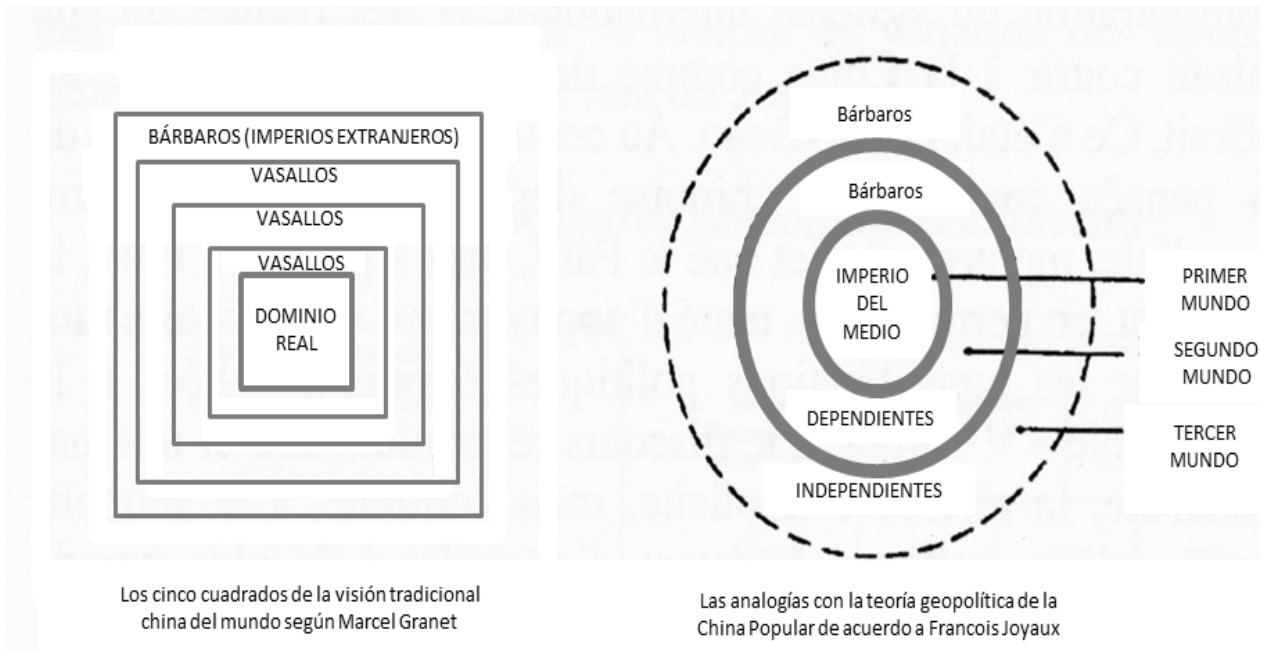 BÁRBAROS (IMPERIOS EXTRANJEROS)
VASALLOS
VASALLOS
VASALLOS
DOMINIO
REAL
Los cinco cuadrados de la visión tradicional
china del mundo según Marcel Granet
Bárbaros
Bárbaros
IMPERIO
DEL
MEDIO
DEPENDIENTES
INDEPENDIENTES
PRIMER
MUNDO
SEGUNDO
MUNDO
TERCER
MUNDO
Las analogías con la teoría geopolítica de la
China Popular de acuerdo a Francois Joyaux